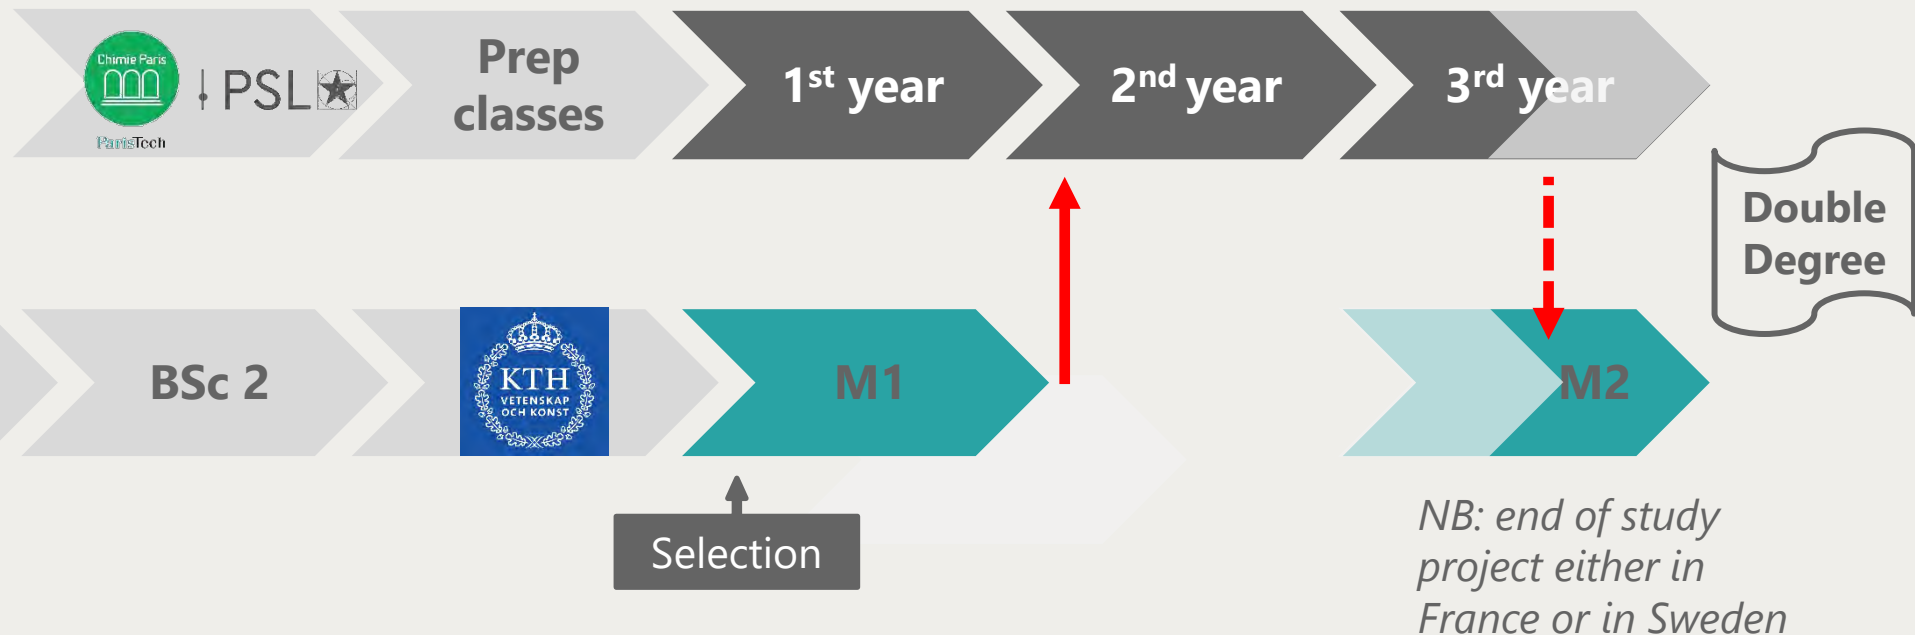 Chimie Paris
PSL
ParisTech
Prep
classes
1st year
2nd year
3rd year
Double
Degree
BSc 2
KTH
VETENSKAP
OCH KONST
M1
M2
Selection
NB: end of study
project either in
France or in Sweden